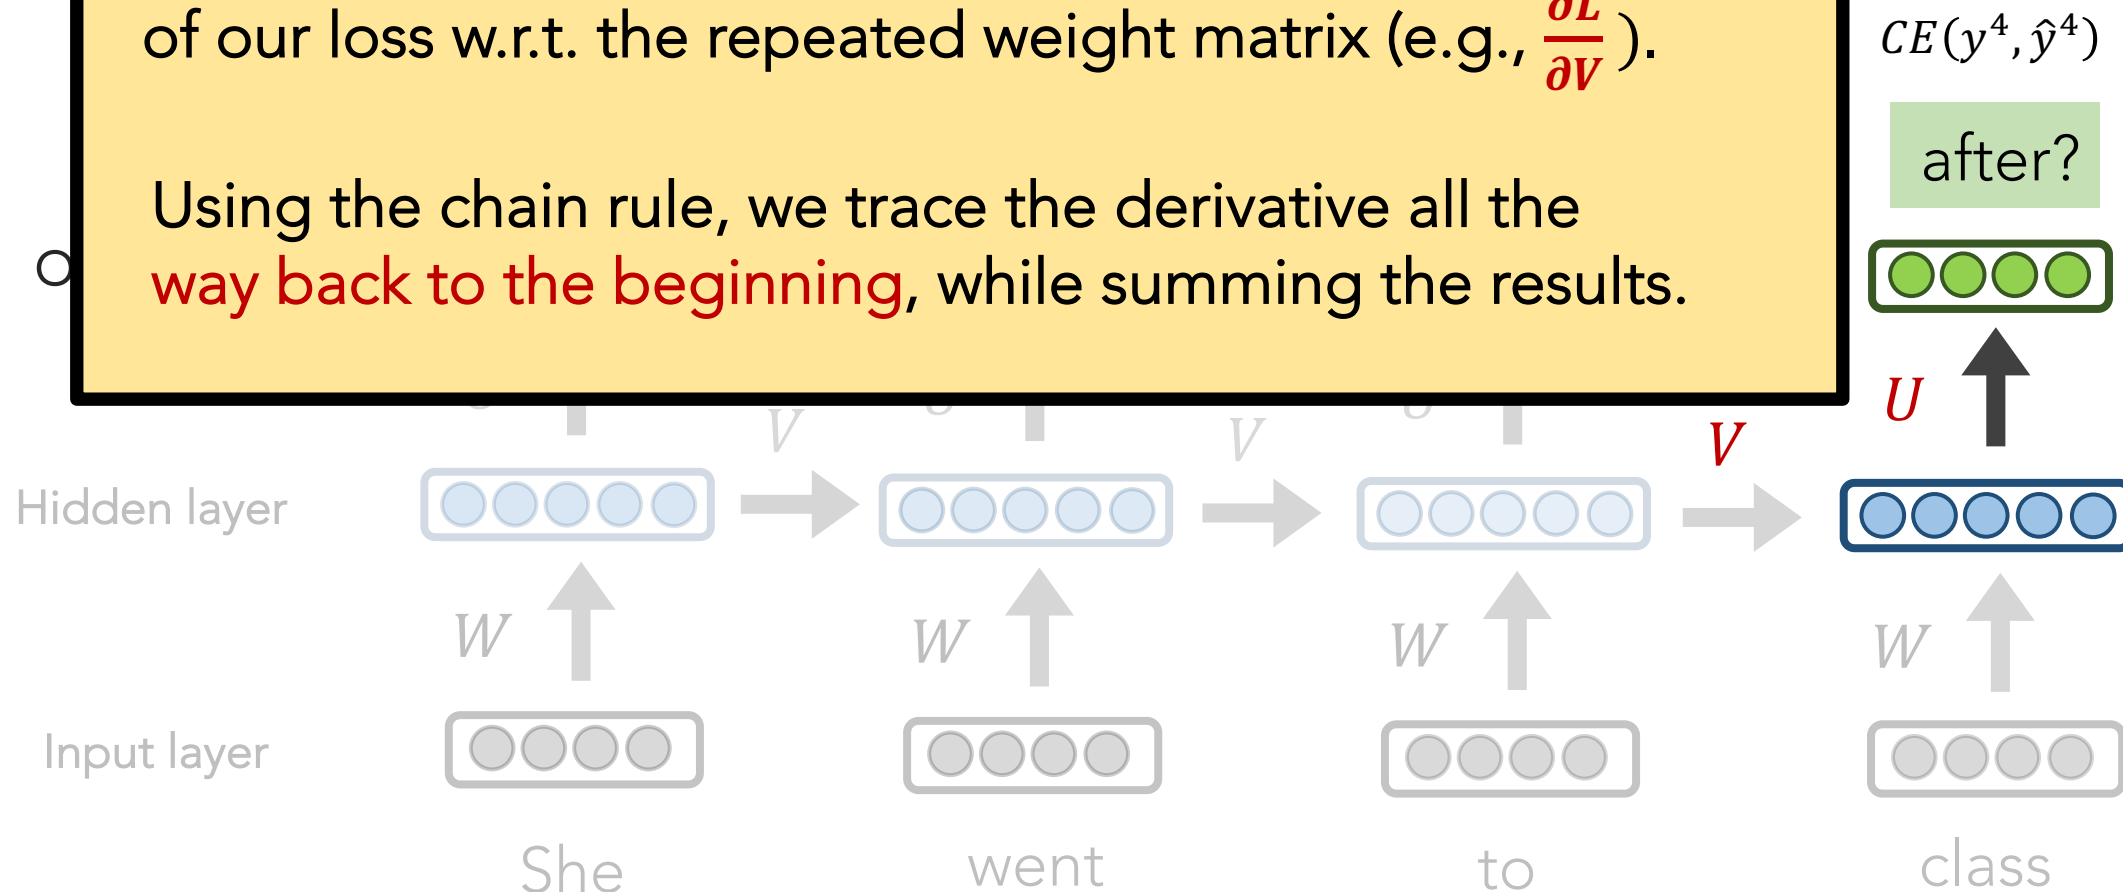 of our loss w.r.t. the repeated weight matrix (e.g., ∂L/∂V ).
CE(y⁴, ŷ⁴)
after?
Using the chain rule, we trace the derivative all the
way back to the beginning, while summing the results.
O
U
V V V
Hidden layer
W W W W
Input layer
She went to class